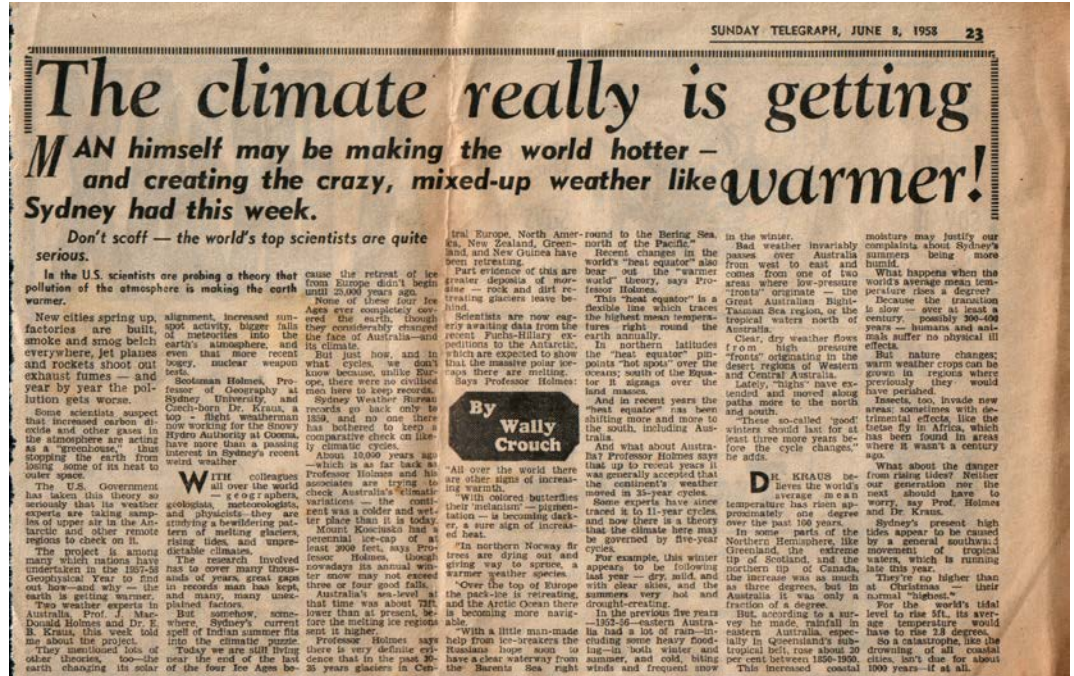 SUNDAY TELEGRAPH, JUNE 8, 1958 23
The climate really is getting
warmer!
MAN himself may be making the world hotter —
and creating the crazy, mixed-up weather like
Sydney had this week.
Don't scoff — the world's top scientists are quite
serious.
In the U.S. scientists are probing a theory that
pollution of the atmosphere is making the earth
warmer.
New cities spring up,
factories are built,
smoke and smog belch
everywhere, jet planes
and rockets shoot out
exhaust fumes — and
year by year the pol-
lution gets worse.
Some scientists suspect
that increased carbon di-
oxide and other gases in
the atmosphere are acting
as a "greenhouse," thus
stopping the earth from
losing some of its heat to
outer space.
The U.S. Government
has taken this theory so
seriously that its weather
experts are taking samp-
les of upper air in the An-
tarctic and other remote
regions to check on it.
The project is among
many which nations have
undertaken in the 1957-58
Geophysical Year to find
out how—and why — the
earth is getting warmer.
Two weather experts in
Australia, Prof. J. Mac-
Donald Holmes and Dr. E.
B. Kraus, this week told
me about the project.
They mentioned lots of
other theories, too—the
earth changing its solar
alignment, increased sun-
spot activity, bigger falls
of meteorites into the
earth's atmosphere, and
even that more recent
bogey, nuclear weapon
tests.
Scotsman Holmes, Pro-
fessor of Geography at
Sydney University, and
Czech-born Dr. Kraus, a
top - flight weatherman
now working for the Snowy
Hydro Authority at Cooma,
have more than a passing
interest in Sydney's recent
weird weather
WITH colleagues
all over the world
— geographers,
geologists, meteorologists,
and physicists—they are
studying a bewildering pat-
tern of melting glaciers,
rising tides, and unpre-
dictable climates.
The research involved
has to cover many thous-
ands of years, great gaps
in records man has kept,
and many, many unex-
plained factors.
But somehow, some-
where, Sydney's current
spell of Indian summer fits
into the climatic puzzle.
Today we are still living
near the end of the last
of the four Ice Ages be-
cause the retreat of ice
from Europe didn't begin
until 25,000 years ago.
None of these four Ice
Ages ever completely cov-
ered the earth, though
they considerably changed
the face of Australia—and
its climate.
But just how, and in
what cycles, we don't
know because, unlike Eur-
ope, there were no civilised
men here to keep records.
Sydney Weather Bureau
records go back only to
1859, and no one there
has bothered to keep a
comparative check on like-
ly climatic cycles.
About 10,000 years ago
—which is as far back as
Professor Holmes and his
associates are trying to
check Australia's climatic
variations — the conti-
nent was a colder and wet-
ter place than it is today.
Mount Kosciusko had a
perennial ice-cap of at
least 2000 feet, says Pro-
fessor Holmes, though
nowadays its annual win-
ter snow may not exceed
three or four good falls.
Australia's sea-level at
that time was about 7ft.
lower than at present, be-
fore the melting ice regions
sent it higher.
Professor Holmes says
there is very definite evi-
dence that in the past 30-
35 years glaciers in Cen-
tral Europe, North Amer-
ica, New Zealand, Green-
land, and New Guinea have
been retreating.
Part evidence of this are
greater deposits of mor-
aine — rock and dirt re-
treating glaciers leave be-
hind.
Scientists are now eag-
erly awaiting data from the
recent Fuchs-Hillary ex-
peditions to the Antarctic,
which are expected to show
that the massive polar ice-
caps there are melting.
Says Professor Holmes:
By
Wally
Crouch
"All over the world there
are other signs of increas-
ing warmth.
"With colored butterflies
their 'melanism' — pigmen-
tation — is becoming dark-
er, a sure sign of increas-
ed heat.
"In northern Norway fir
trees are dying out and
giving way to spruce, a
warmer weather species.
"Over the top of Europe
the pack-ice is retreating,
and the Arctic Ocean there
is becoming more navig-
able.
"With a little man-made
help from ice-breakers the
Russians hope soon to
have a clear waterway from
the Barents Sea right
round to the Bering Sea,
north of the Pacific."
Recent changes in the
world's "heat equator" also
bear out the "warmer
world" theory, says Pro-
fessor Holmes.
This "heat equator" is a
flexible line which traces
the highest mean tempera-
tures right round the
earth annually.
In northern latitudes
the "heat equator" pin-
points "hot spots" over the
oceans; south of the Equa-
tor it zigzags over the
land masses.
And in recent years the
"heat equator" has been
shifting more and more to
the south, including Aus-
tralia.
And what about Austra-
lia? Professor Holmes says
that up to recent years it
was generally accepted that
the continent's weather
moved in 35-year cycles.
Some experts have since
traced it to 11-year cycles,
and now there is a theory
that the climate here may
be governed by five-year
cycles.
For example, this winter
appears to be following
last year — dry, mild, and
with clear skies, and the
summers very hot and
drought-creating.
In the previous five years
—1952-56—eastern Austra-
lia had a lot of rain—in-
cluding some heavy flood-
ing—in both winter and
summer, and cold, biting
winds and frequent snow
in the winter.
Bad weather invariably
passes over Australia
from west to east and
comes from one of two
areas where low-pressure
"fronts" originate — the
Great Australian Bight-
Tasman Sea region, or the
tropical waters north of
Australia.
Clear, dry weather flows
from high pressure
"fronts" originating in the
desert regions of Western
and Central Australia.
Lately, "highs" have ex-
tended and moved along
paths more to the north
and south.
"These so-called 'good'
winters should last for at
least three more years be-
fore the cycle changes,"
he adds.
DR. KRAUS be-
lieves the world's
average mean
temperature has risen ap-
proximately one degree
over the past 100 years.
In some parts of the
Northern Hemisphere, like
Greenland, the extreme
tip of Scotland, and the
northern tip of Canada,
the increase was as much
as three degrees, but in
Australia it was only a
fraction of a degree.
But, according to a sur-
vey he made, rainfall in
eastern Australia, espe-
ially in Queensland's sub-
tropical belt, rose about 20
per cent between 1850-1950.
This increased coastal
moisture may justify our
complaints about Sydney's
summers being more
humid.
What happens when the
world's average mean tem-
perature rises a degree?
Because the transition
is slow — over at least a
century, possibly 300-400
years — humans and ani-
mals suffer no physical ill
effects.
But nature changes;
warm weather crops can be
grown in regions where
previously they would
have perished.
Insects, too, invade new
areas; sometimes with de-
trimental effects, like the
tsetse fly in Africa, which
has been found in areas
where it wasn't a century
ago.
What about the danger
from rising tides? Neither
our generation nor the
next should have to
worry, say Prof. Holmes
and Dr. Kraus.
Sydney's present high
tides appear to be caused
by a general southward
movement of tropical
waters, which is running
late this year.
They're no higher than
at Christmas — their
normal "highest."
For the world's tidal
level to rise 5ft., its aver-
age temperature would
have to rise 2.8 degrees.
So a catastrophe, like the
drowning of all coastal
cities, isn't due for about
1000 years—if at all.